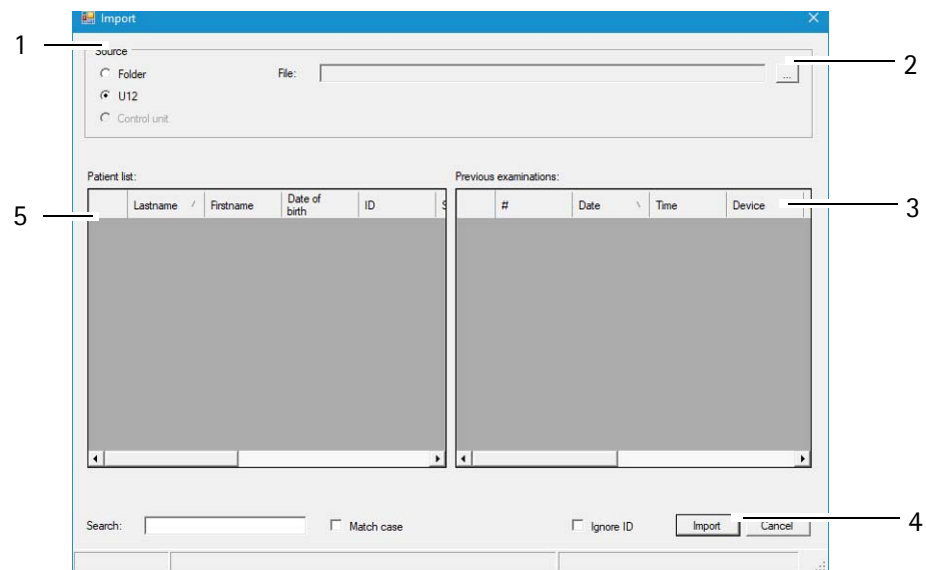 Import
1
Source
2
Folder
File:
...
U12
Control unit
Patient list:
Previous examinations:
Lastname
Firstname
Date of birth
ID
#
Date
Time
Device
5
3
Search:
Match case
Ignore ID
Import
Cancel
4